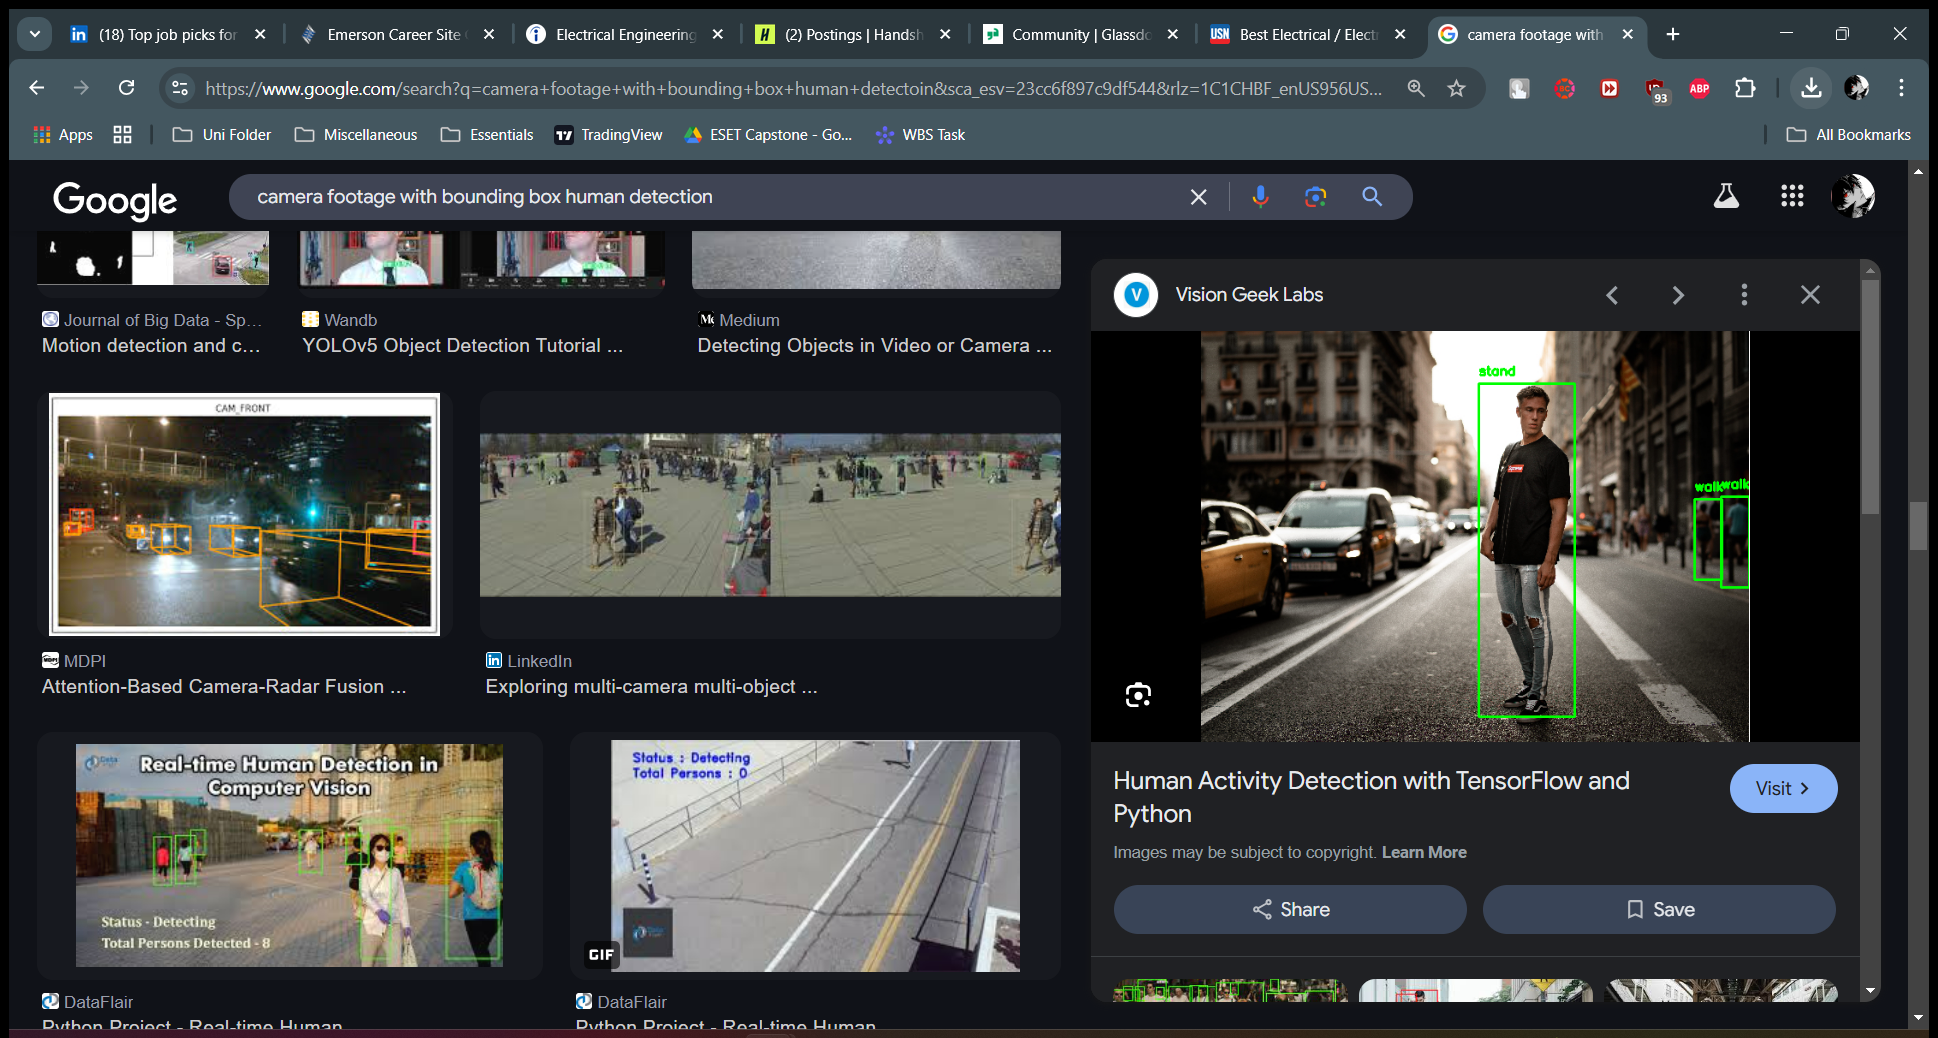 (18) Top job picks for
Emerson Career Site
Electrical Engineering
(2) Postings | Handsh
Community | Glassdo
USN
Best Electrical / Electr
camera footage with
https://www.google.com/search?q=camera+footage+with+bounding+box+human+detectoin&sca_esv=23cc6f897c9df544&rlz=1C1CHBF_enUS956US...
93
ABP
Apps
Uni Folder
Miscellaneous
Essentials
TradingView
ESET Capstone - Go...
WBS Task
All Bookmarks
Google
camera footage with bounding box human detection
Journal of Big Data - Sp...
Motion detection and c...
Wandb
YOLOv5 Object Detection Tutorial ...
Medium
Detecting Objects in Video or Camera ...
CAM_FRONT
MDPI
Attention-Based Camera-Radar Fusion ...
LinkedIn
Exploring multi-camera multi-object ...
Real-time Human Detection in
Computer Vision
Status - Detecting
Total Persons Detected - 8
DataFlair
Python Project - Real-time Human
Status : Detecting
Total Persons : 0
GIF
DataFlair
Python Project - Real-time Human
Vision Geek Labs
stand
walk walk
Human Activity Detection with TensorFlow and
Python
Visit
Images may be subject to copyright. Learn More
Share
Save